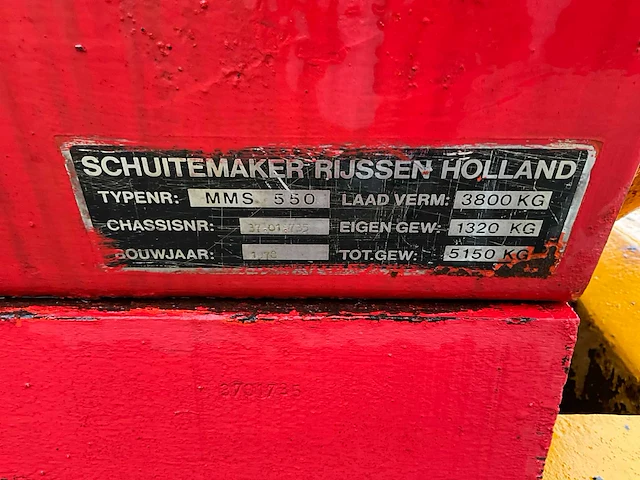 SCHUITEMAKER RIJSSEN HOLLAND
TYPENR: MMS 550 LAAD VERM: 3800 KG
CHASSISNR: EIGEN GEW: 1320 KG
BOUWJAAR: TOT.GEW: 5150 KG